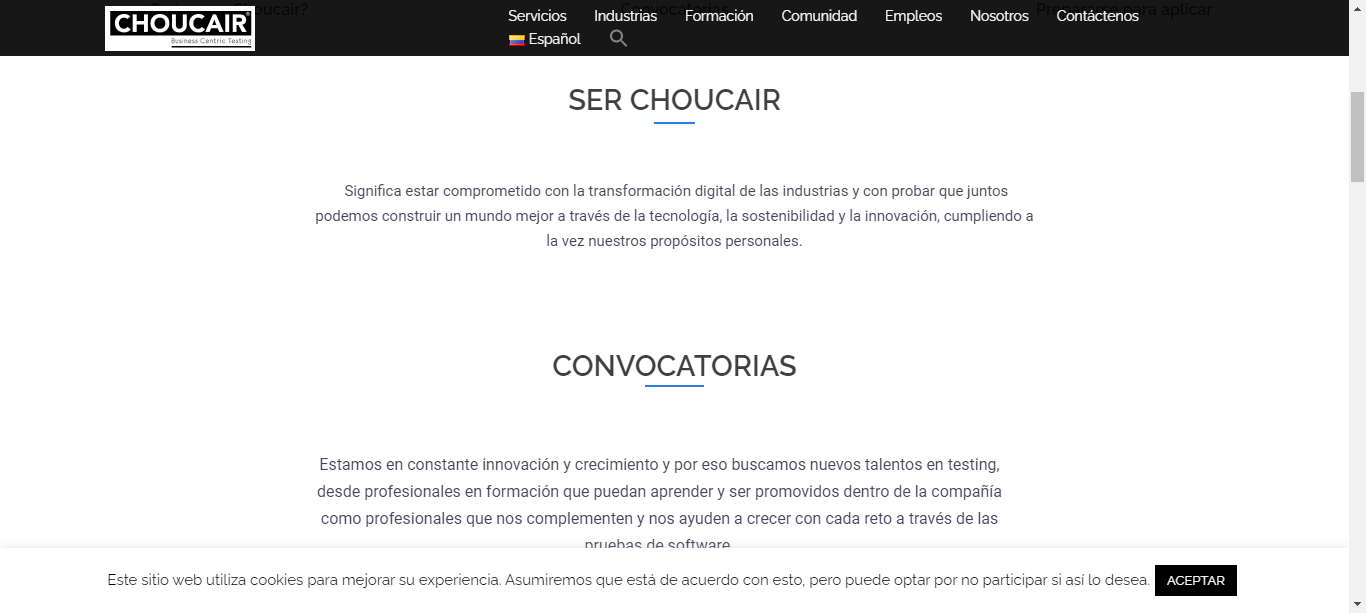 Choucair?
Convocatorias
Prepararse para aplicar
CHOUCAIR
Business Centric Testing
Servicios Industrias Formación Comunidad Empleos Nosotros Contáctenos
Español
SER CHOUCAIR
Significa estar comprometido con la transformación digital de las industrias y con probar que juntos
podemos construir un mundo mejor a través de la tecnología, la sostenibilidad y la innovación, cumpliendo a
la vez nuestros propósitos personales.
CONVOCATORIAS
Estamos en constante innovación y crecimiento y por eso buscamos nuevos talentos en testing,
desde profesionales en formación que puedan aprender y ser promovidos dentro de la compañía
como profesionales que nos complementen y nos ayuden a crecer con cada reto a través de las
pruebas de software
Este sitio web utiliza cookies para mejorar su experiencia. Asumiremos que está de acuerdo con esto, pero puede optar por no participar si así lo desea. ACEPTAR